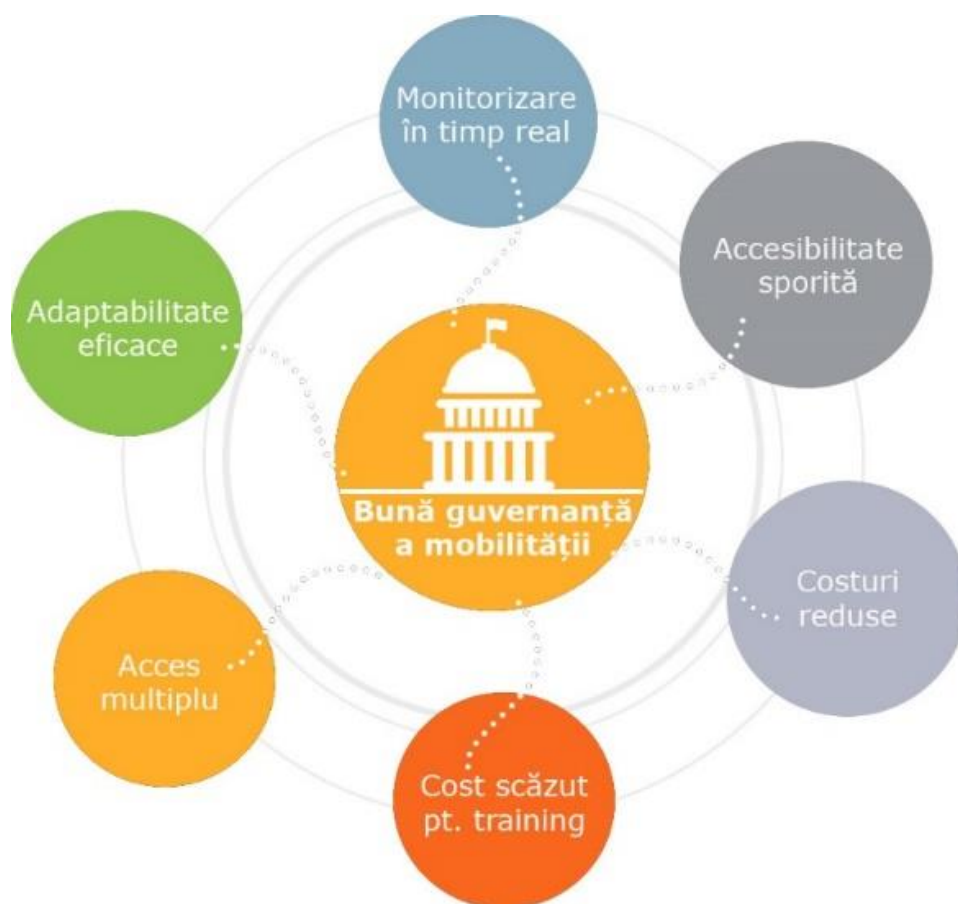 Monitorizare
în timp real
Accesibilitate
sporită
Adaptabilitate
eficace
Bună guvernanță
a mobilității
Costuri
reduse
Acces
multiplu
Cost scăzut
pt. training